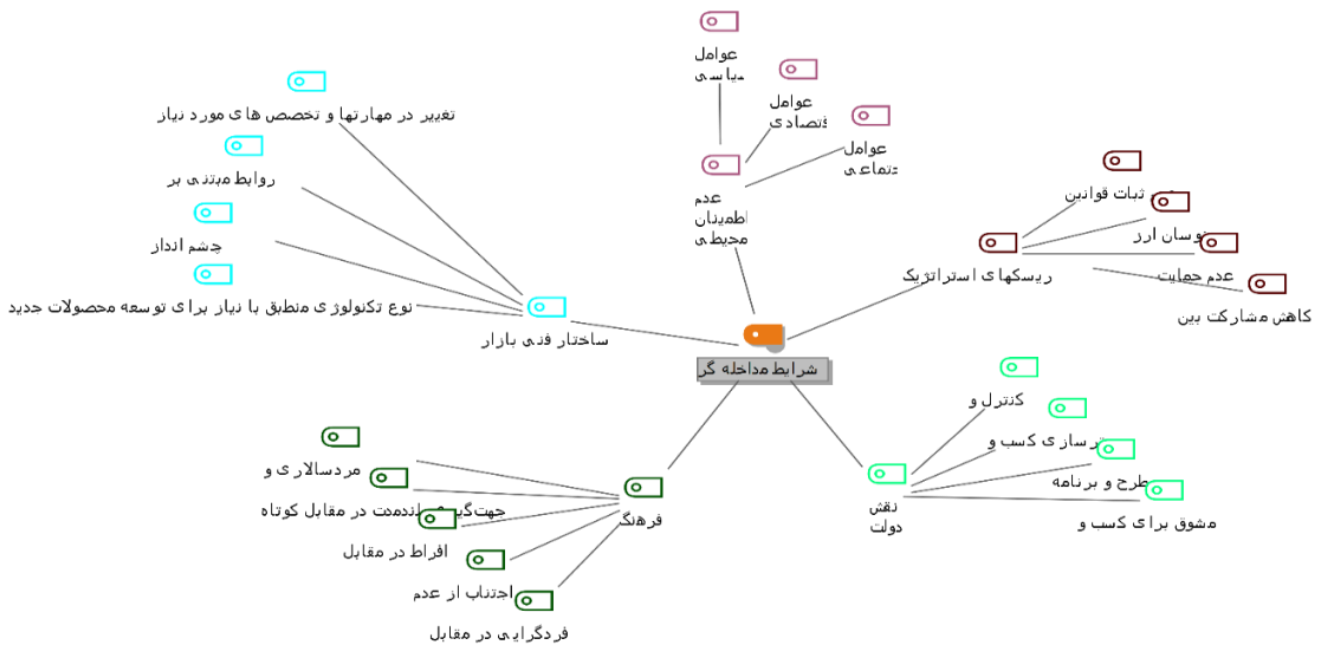 عوامل
سیاسی
عوامل
قتصادی
عوامل
جتماعی
عدم
اطمینان
محیطی
تغییر در مهارتها و تخصص های مورد نیاز
روابط مبتنی بر
چشم انداز
نوع تکنولوژی منطبق با نیاز برای توسعه محصولات جدید
ساختار فنی بازار
ثبات قوانین
نوسان ارز
عدم حمایت
کاهش مشارکت بین
ریسکهای استراتژیک
شرایط مداخله گر
کنترل و
سازی کسب و
طرح و برنامه
مشوق برای کسب و
نقش
دولت
مردسالاری و
جهت‌گیری بلندمدت در مقابل کوتاه
افراط در مقابل
اجتناب از عدم
فردگرایی در مقابل
فرهنگ